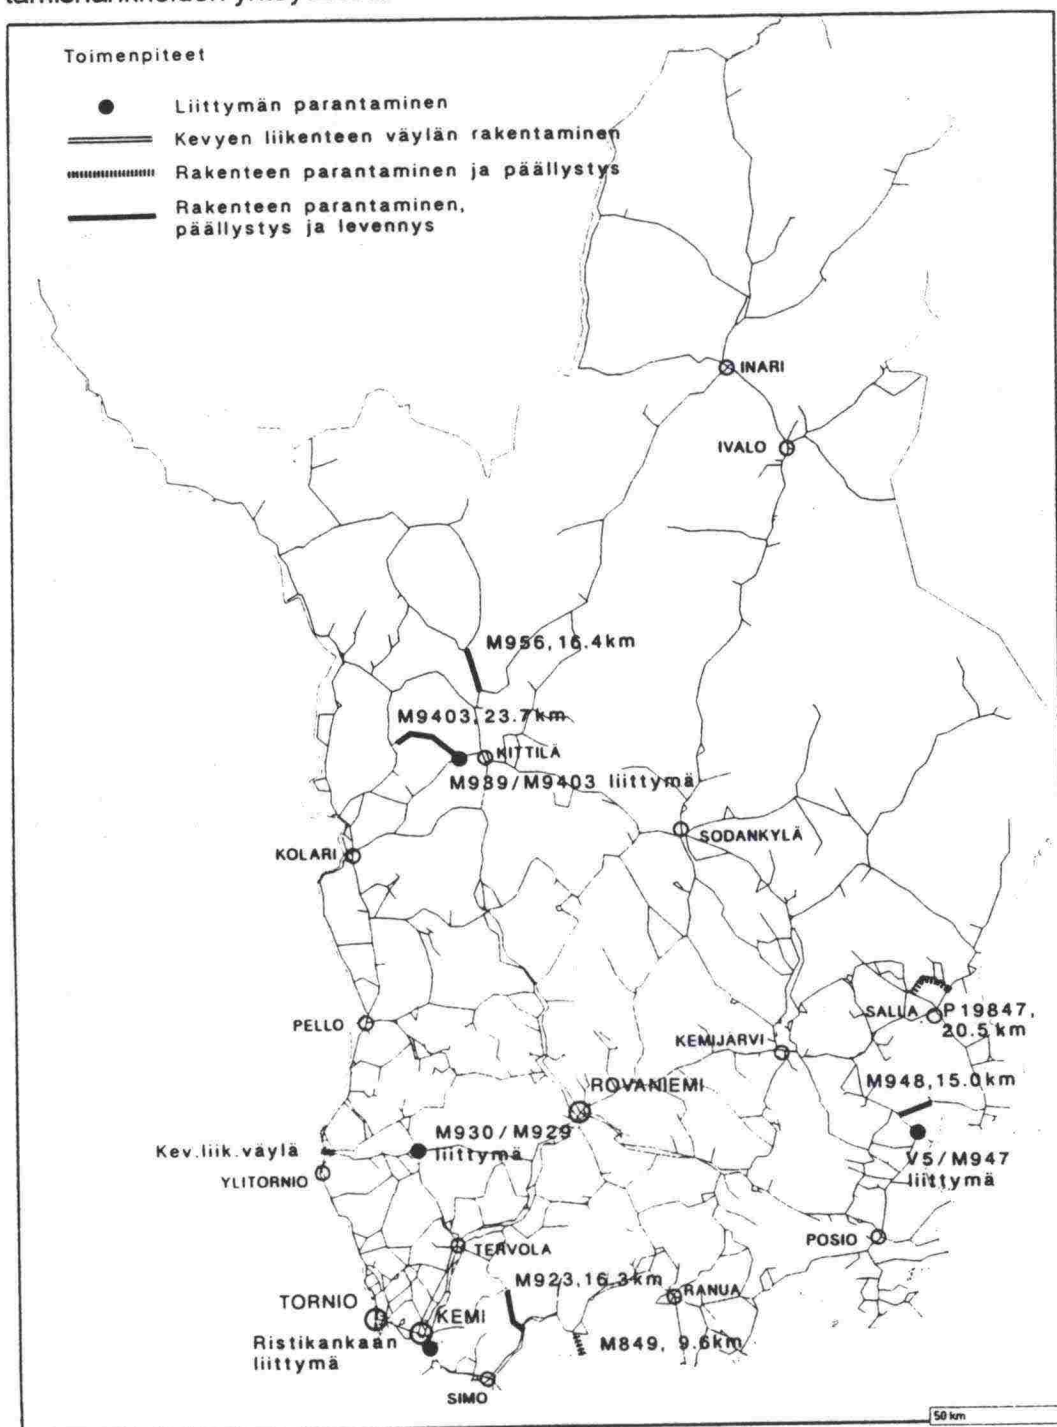 Toimenpiteet
Liittymän parantaminen
Kevyen liikenteen väylän rakentaminen
Rakenteen parantaminen ja päällystys
Rakenteen parantaminen,
päällystys ja levennys
INARI
IVALO
M956, 16.4km
M9403, 23.7km
KITTILÄ
M939/M9403 liittymä
SODANKYLÄ
KOLARI
SALLA
P19847,
20.5 km
PELLO
KEMIJÄRVI
M948, 15.0km
ROVANIEMI
M930/M929
liittymä
Kev.liik.väylä
V5/M947
liittymä
YLITORNIO
POSIO
TERVOLA
M923, 16.3km
RANUA
TORNIO
KEMI
Ristikankaan
liittymä
M849, 9.6km
SIMO
50 km